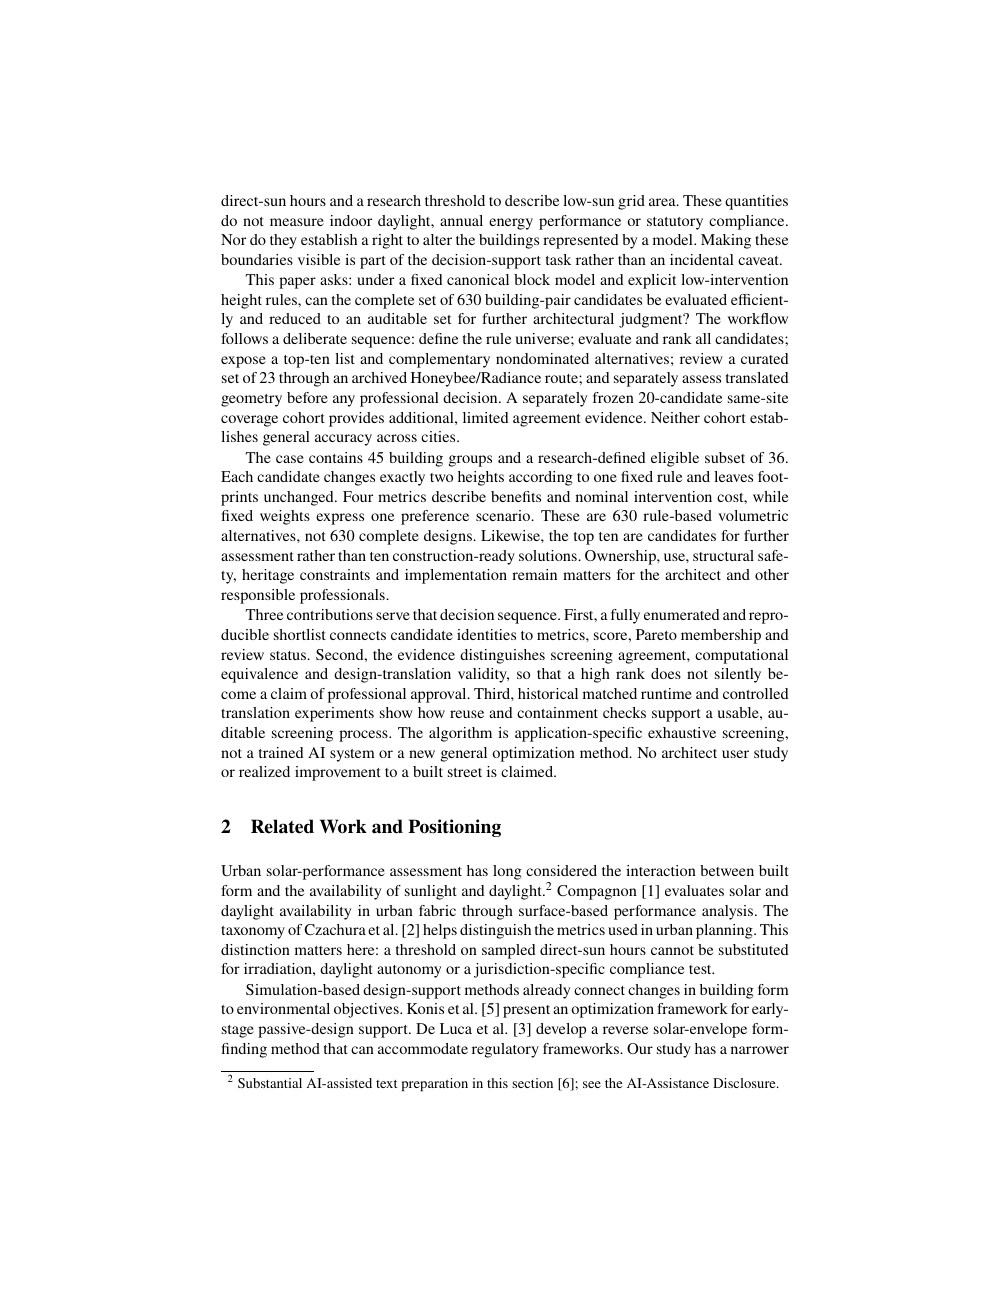 direct-sun hours and a research threshold to describe low-sun grid area. These quantities
do not measure indoor daylight, annual energy performance or statutory compliance.
Nor do they establish a right to alter the buildings represented by a model. Making these
boundaries visible is part of the decision-support task rather than an incidental caveat.
This paper asks: under a fixed canonical block model and explicit low-intervention
height rules, can the complete set of 630 building-pair candidates be evaluated efficient-
ly and reduced to an auditable set for further architectural judgment? The workflow
follows a deliberate sequence: define the rule universe; evaluate and rank all candidates;
expose a top-ten list and complementary nondominated alternatives; review a curated
set of 23 through an archived Honeybee/Radiance route; and separately assess translated
geometry before any professional decision. A separately frozen 20-candidate same-site
coverage cohort provides additional, limited agreement evidence. Neither cohort estab-
lishes general accuracy across cities.
The case contains 45 building groups and a research-defined eligible subset of 36.
Each candidate changes exactly two heights according to one fixed rule and leaves foot-
prints unchanged. Four metrics describe benefits and nominal intervention cost, while
fixed weights express one preference scenario. These are 630 rule-based volumetric
alternatives, not 630 complete designs. Likewise, the top ten are candidates for further
assessment rather than ten construction-ready solutions. Ownership, use, structural safe-
ty, heritage constraints and implementation remain matters for the architect and other
responsible professionals.
Three contributions serve that decision sequence. First, a fully enumerated and repro-
ducible shortlist connects candidate identities to metrics, score, Pareto membership and
review status. Second, the evidence distinguishes screening agreement, computational
equivalence and design-translation validity, so that a high rank does not silently be-
come a claim of professional approval. Third, historical matched runtime and controlled
translation experiments show how reuse and containment checks support a usable, au-
ditable screening process. The algorithm is application-specific exhaustive screening,
not a trained AI system or a new general optimization method. No architect user study
or realized improvement to a built street is claimed.
2 Related Work and Positioning
Urban solar-performance assessment has long considered the interaction between built
form and the availability of sunlight and daylight.2 Compagnon [1] evaluates solar and
daylight availability in urban fabric through surface-based performance analysis. The
taxonomy of Czachura et al. [2] helps distinguish the metrics used in urban planning. This
distinction matters here: a threshold on sampled direct-sun hours cannot be substituted
for irradiation, daylight autonomy or a jurisdiction-specific compliance test.
Simulation-based design-support methods already connect changes in building form
to environmental objectives. Konis et al. [5] present an optimization framework for early-
stage passive-design support. De Luca et al. [3] develop a reverse solar-envelope form-
finding method that can accommodate regulatory frameworks. Our study has a narrower
2 Substantial AI-assisted text preparation in this section [6]; see the AI-Assistance Disclosure.